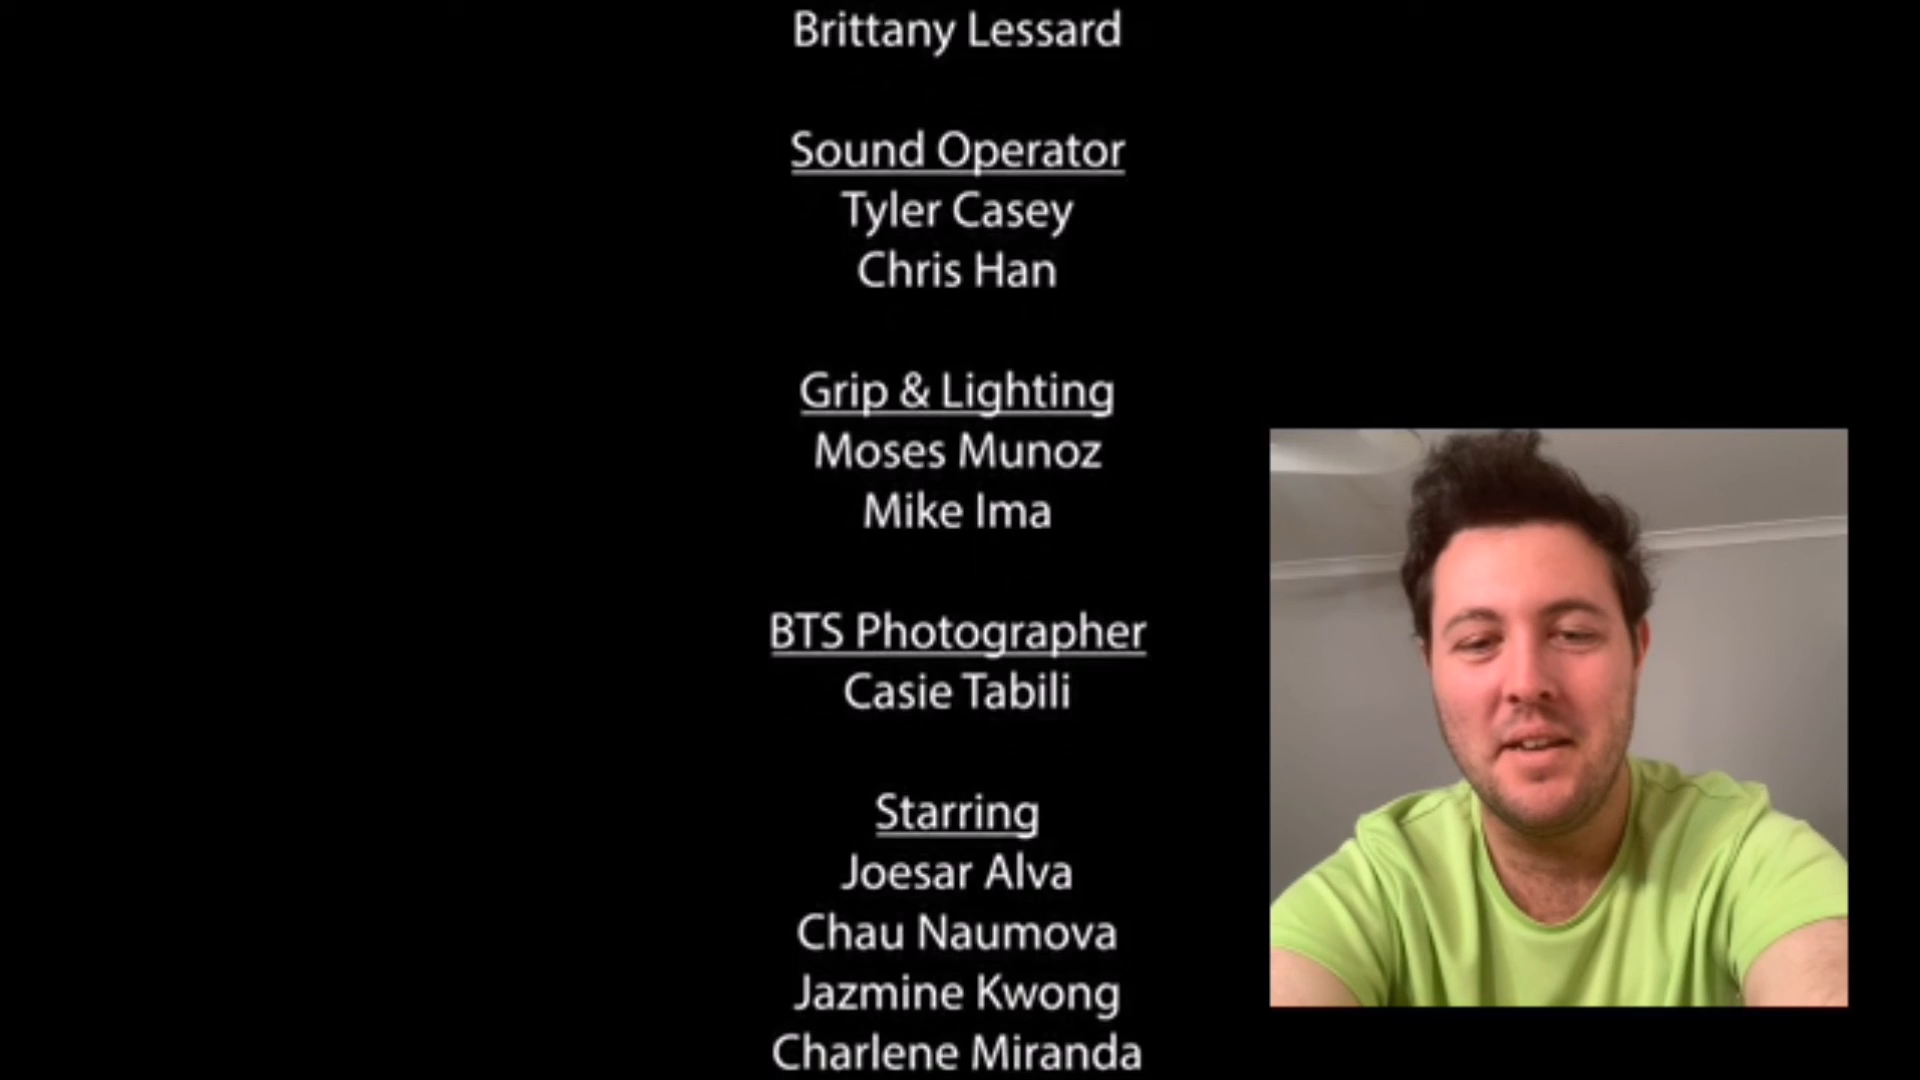 Brittany Lessard
Sound Operator
Tyler Casey
Chris Han
Grip & Lighting
Moses Munoz
Mike Ima
BTS Photographer
Casie Tabili
Starring
Joesar Alva
Chau Naumova
Jazmine Kwong
Charlene Miranda